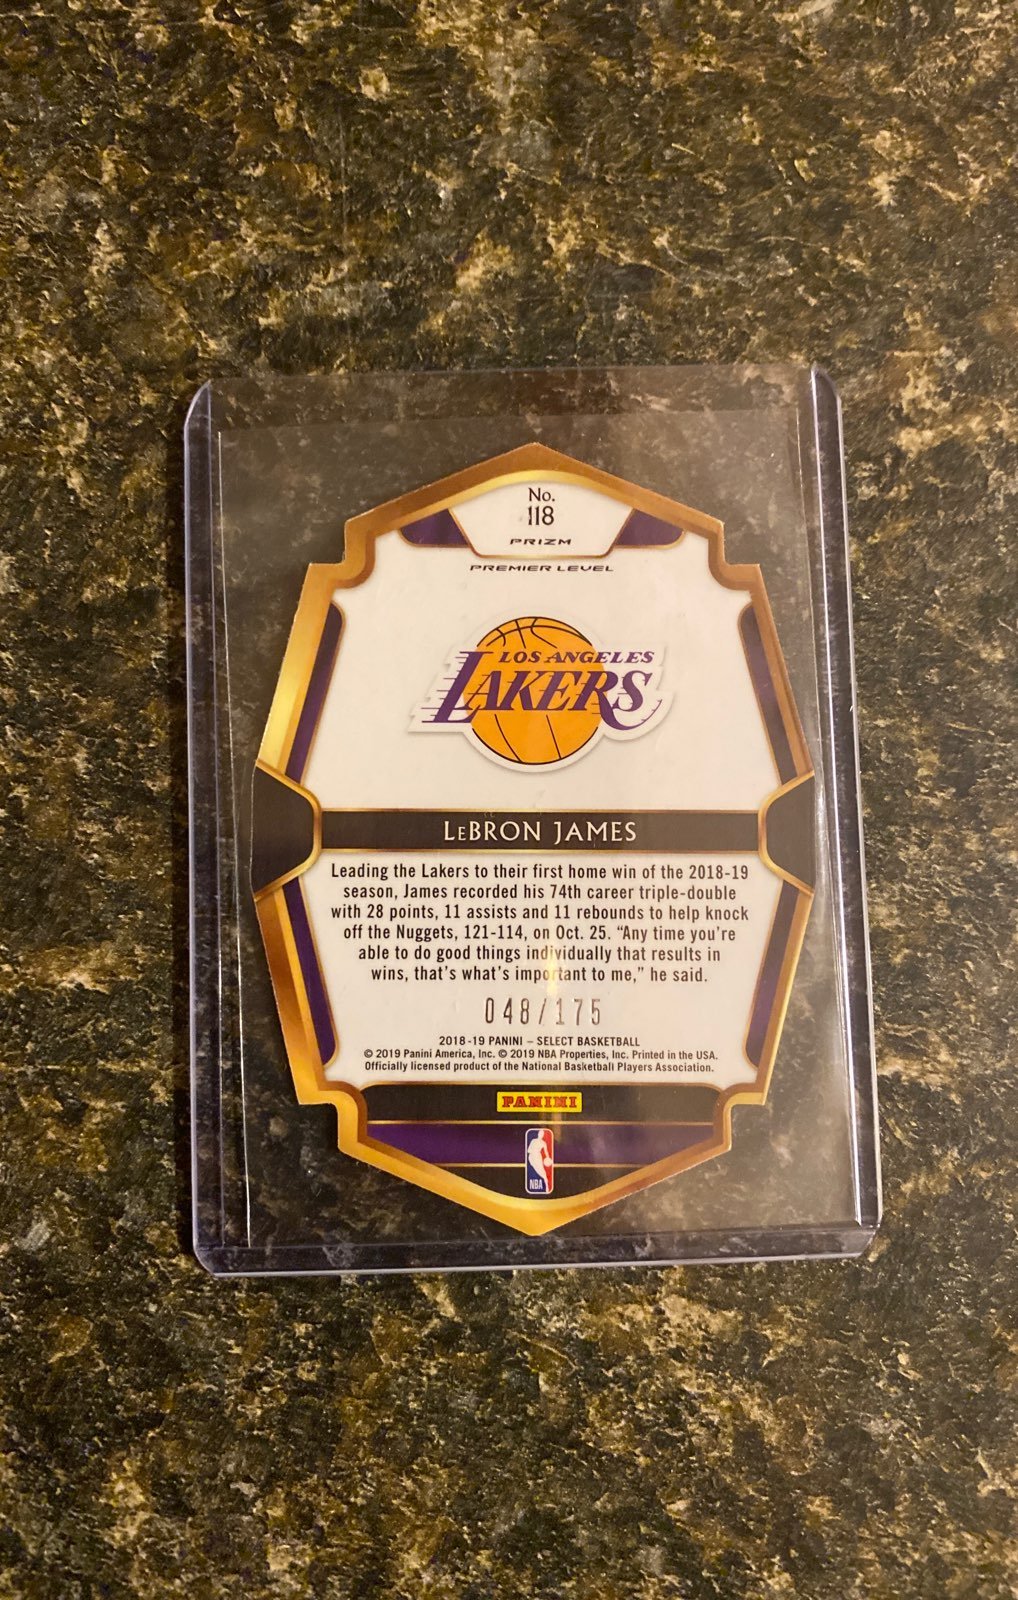 No.
118
PRIZM
PREMIER LEVEL
LOS ANGELES
LAKERS
LEBRON JAMES
Leading the Lakers to their first home win of the 2018-19
season, James recorded his 74th career triple-double
with 28 points, 11 assists and 11 rebounds to help knock
off the Nuggets, 121-114, on Oct. 25. “Any time you’re
able to do good things individually that results in
wins, that’s what’s important to me,” he said.
048/175
2018-19 PANINI – SELECT BASKETBALL
© 2019 Panini America, Inc. © 2019 NBA Properties, Inc. Printed in the USA.
Officially licensed product of the National Basketball Players Association.
PANINI
NBA